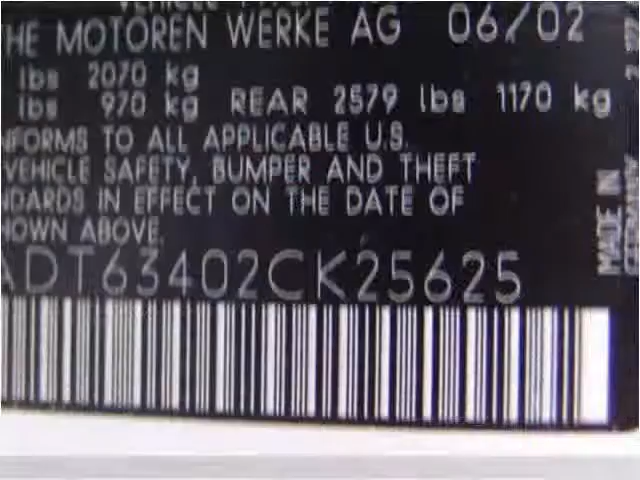 VEHICLE
HE MOTOREN WERKE AG 06/02
lbs 2070 kg
lbs 970 kg REAR 2579 lbs 1170 kg
NFORMS TO ALL APPLICABLE U.S.
VEHICLE SAFETY, BUMPER AND THEFT
NDARDS IN EFFECT ON THE DATE OF
HOWN ABOVE.
ADT63402CK25625
MADE IN
GERMANY